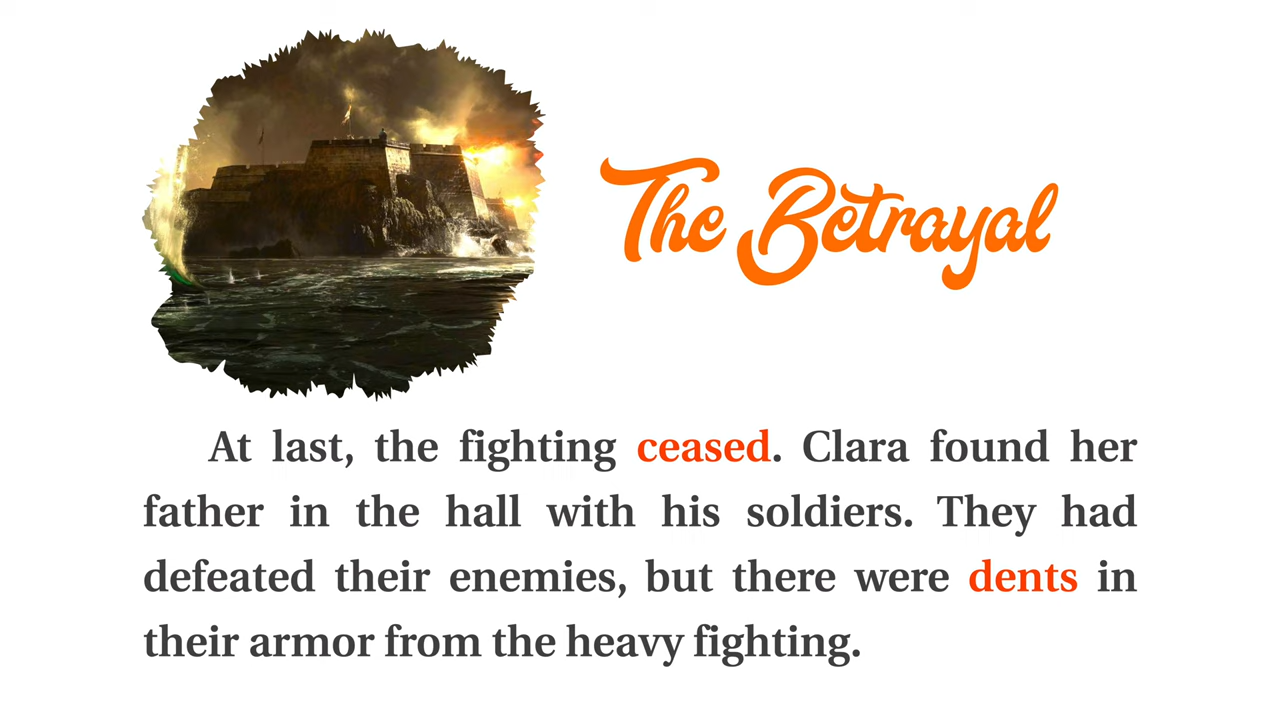 The Betrayal
At last, the fighting ceased. Clara found her
father in the hall with his soldiers. They had
defeated their enemies, but there were dents in
their armor from the heavy fighting.